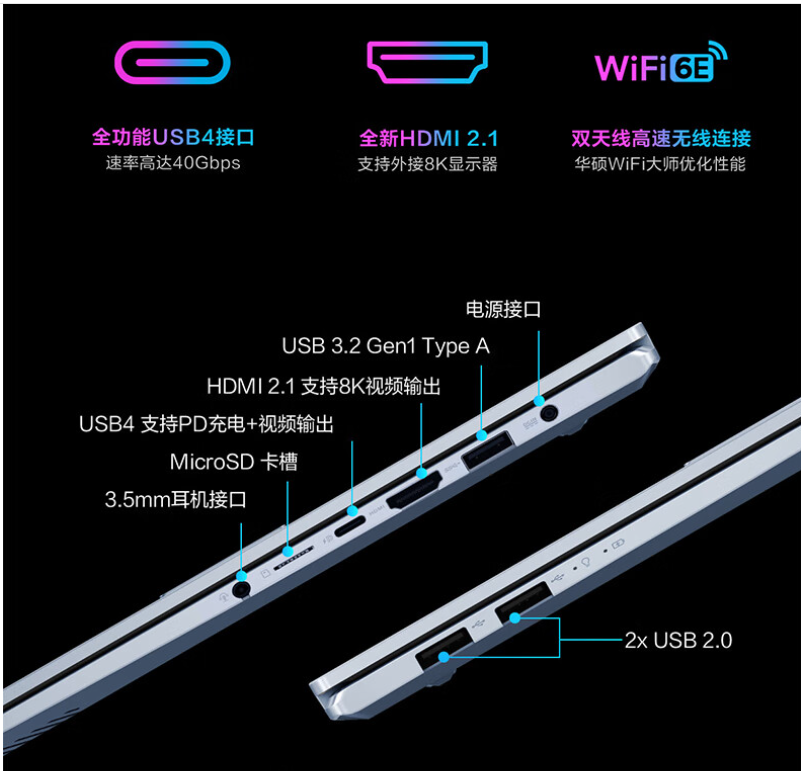 WiFi 6E
全功能USB4接口
速率高达40Gbps
全新HDMI 2.1
支持外接8K显示器
双天线高速无线连接
华硕WiFi大师优化性能
电源接口
USB 3.2 Gen1 Type A
HDMI 2.1 支持8K视频输出
USB4 支持PD充电+视频输出
MicroSD 卡槽
3.5mm耳机接口
2x USB 2.0